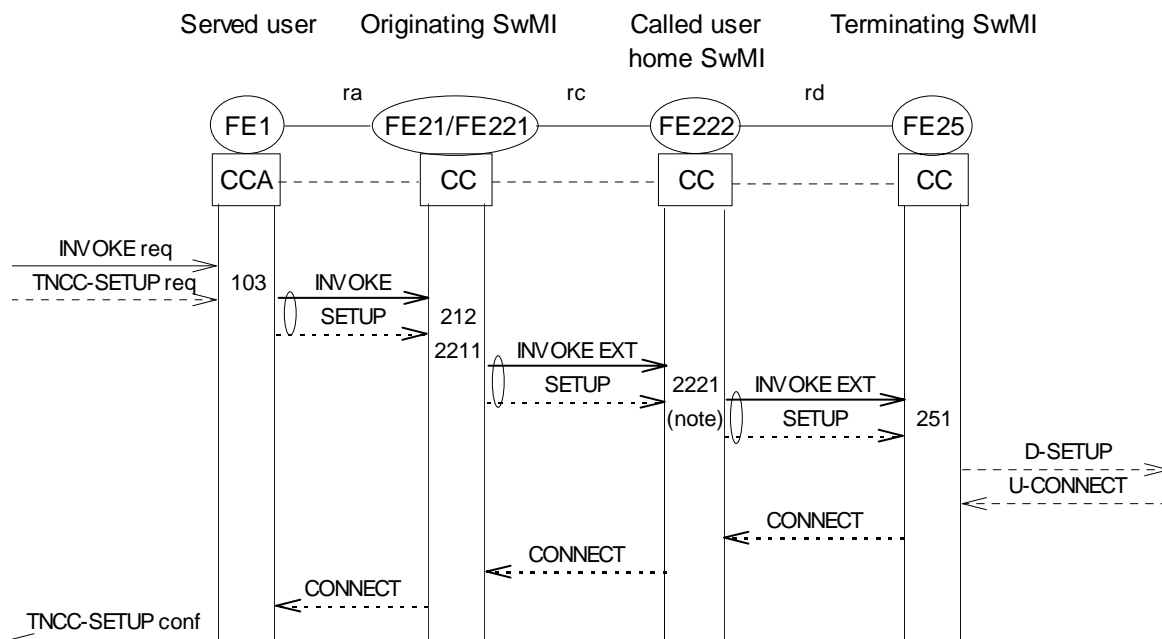 Served user
Originating SwMI
Called user
home SwMI
Terminating SwMI
ra
rc
rd
FE1
FE21/FE221
FE222
FE25
CCA
CC
CC
CC
INVOKE req
TNCC-SETUP req
103
INVOKE
SETUP
212
2211
INVOKE EXT
SETUP
2221
(note)
INVOKE EXT
SETUP
251
D-SETUP
U-CONNECT
CONNECT
CONNECT
CONNECT
TNCC-SETUP conf